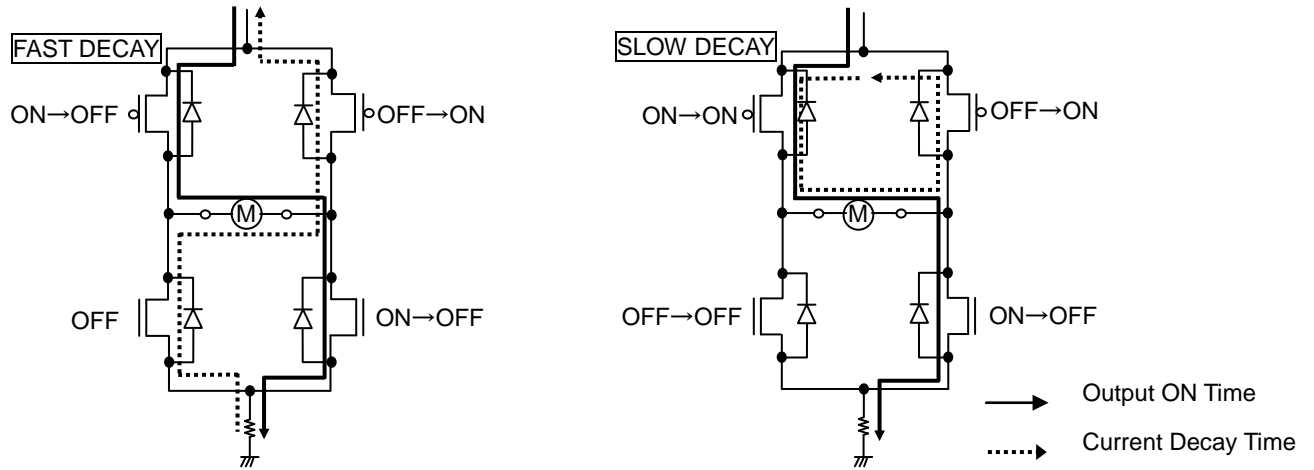 FAST DECAY
ON→OFF
OFF→ON
M
OFF
ON→OFF
SLOW DECAY
ON→ON
OFF→ON
M
OFF→OFF
ON→OFF
Output ON Time
Current Decay Time